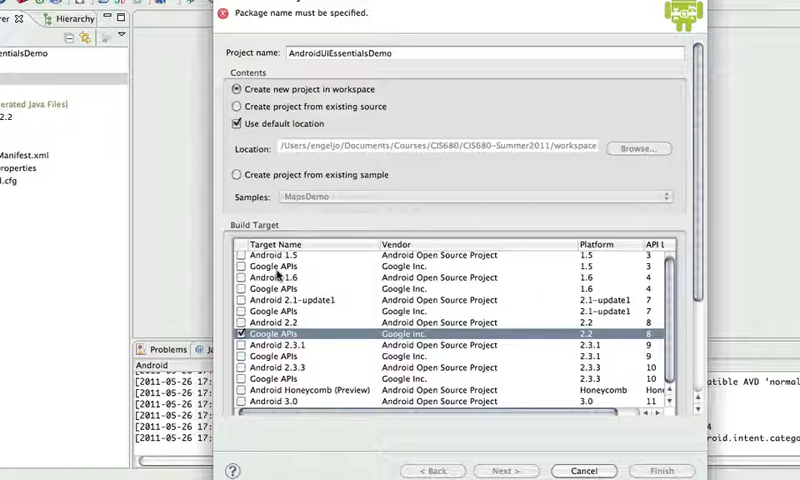 Package name must be specified.
Hierarchy
Project name: AndroidUIEssentialsDemo
entialsDemo
Contents
Create new project in workspace
Create project from existing source
Use default location
erated Java Files)
2.2
Location: /Users/engeljo/Documents/Courses/CIS680/CIS680-Summer2011/workspace Browse...
Manifest.xml
roperties
.cfg
Create project from existing sample
Samples: MapsDemo
Build Target
Target Name Vendor Platform API L
Android 1.5 Android Open Source Project 1.5 3
Google APIs Google Inc. 1.5 3
Android 1.6 Android Open Source Project 1.6 4
Google APIs Google Inc. 1.6 4
Android 2.1-update1 Android Open Source Project 2.1-update1 7
Google APIs Google Inc. 2.1-update1 7
Android 2.2 Android Open Source Project 2.2 8
Google APIs Google Inc. 2.2 8
Android 2.3.1 Android Open Source Project 2.3.1 9
Google APIs Google Inc. 2.3.1 9
Android 2.3.3 Android Open Source Project 2.3.3 10
Google APIs Google Inc. 2.3.3 10
Android Honeycomb (Preview) Android Open Source Project Honeycomb Hone
Android 3.0 Android Open Source Project 3.0 11
Problems Ja
Android
[2011-05-26 17:
[2011-05-26 17: patible AVD 'normal
[2011-05-26 17:
[2011-05-26 17:
[2011-05-26 17: 4
[2011-05-26 17: droid.intent.catego
? < Back Next > Cancel Finish